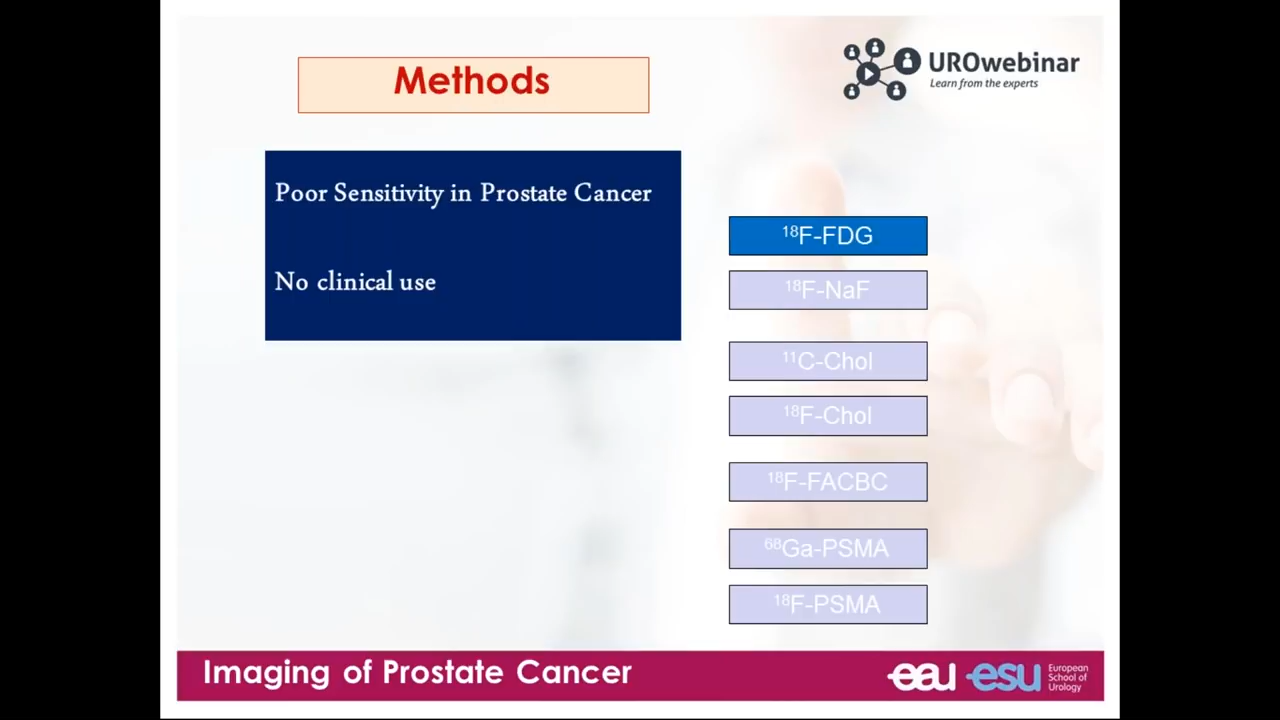 Methods
UROwebinar
Learn from the experts
Poor Sensitivity in Prostate Cancer
No clinical use
¹⁸F-FDG
¹⁸F-NaF
¹¹C-Chol
¹⁸F-Chol
¹⁸F-FACBC
⁶⁸Ga-PSMA
¹⁸F-PSMA
Imaging of Prostate Cancer
eau
esu
European
School of
Urology